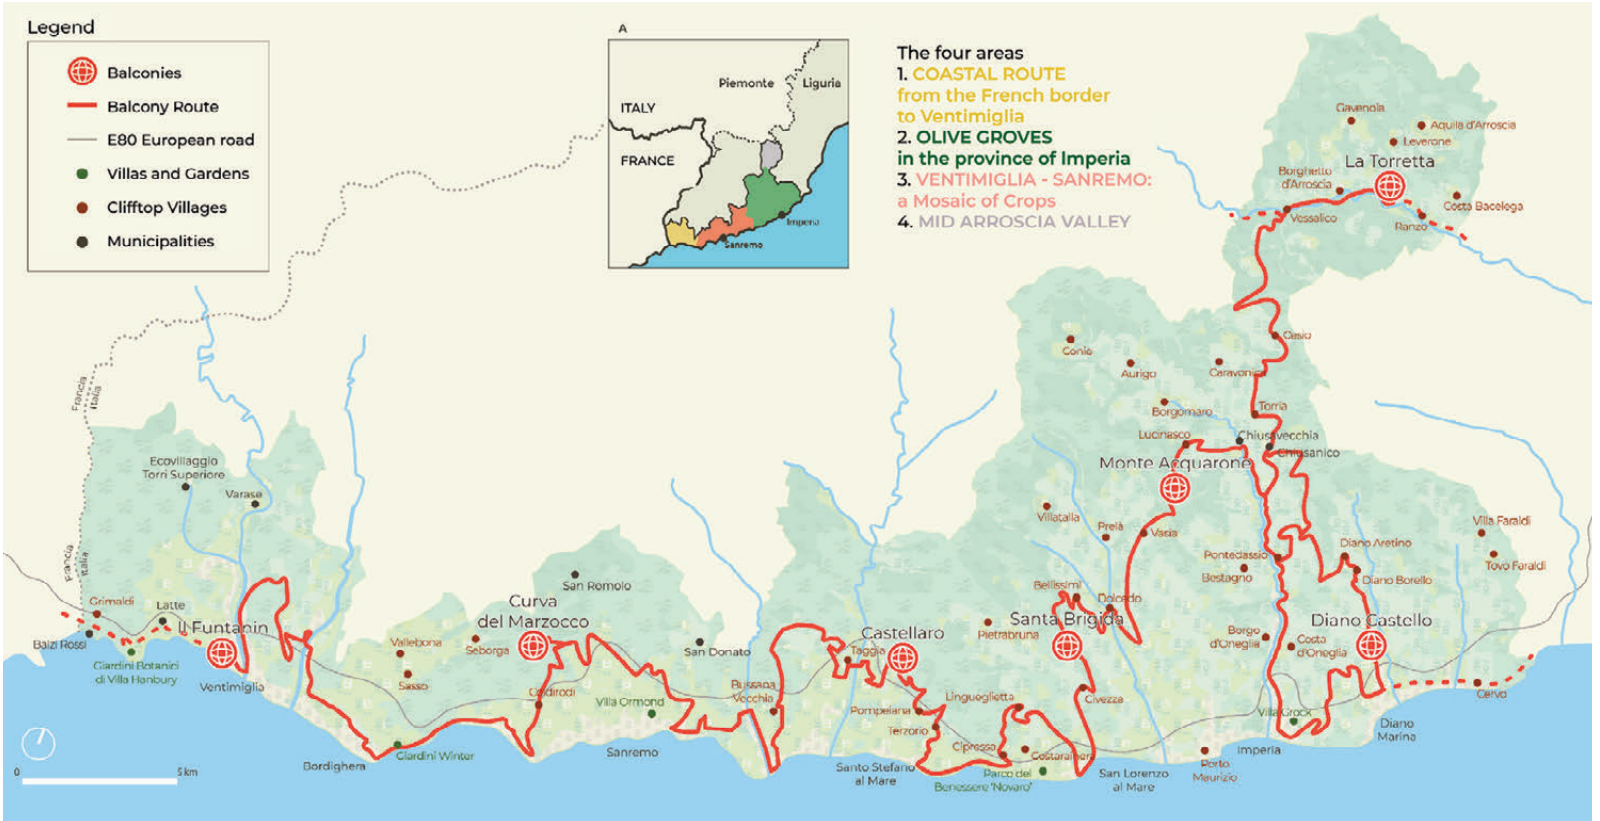 Legend
Balconies
Balcony Route
E80 European road
Villas and Gardens
Clifftop Villages
Municipalities
A
Piemonte
Liguria
ITALY
FRANCE
Imperia
Sanremo
The four areas
1. COASTAL ROUTE
from the French border
to Ventimiglia
2. OLIVE GROVES
in the province of Imperia
3. VENTIMIGLIA - SANREMO:
a Mosaic of Crops
4. MID ARROSCIA VALLEY
Gavenola
Aquila d'Arroscia
Leverone
La Torretta
Borghetto
d'Arroscia
Costa Bacelega
Vessalico
Ranzo
Cesio
Conio
Aurigo
Caravonica
Borgomaro
Torria
Lucinasco
Chiusavecchia
Chiusanico
Monte Acquarone
Francia
Italia
Ecovillaggio
Torri Superiore
Varase
Villatalla
Prelà
Vasia
Villa Faraldi
Tovo Faraldi
Diano Aretino
Diano Borello
Pontedassio
Bestagno
Francia
Italia
Bellissimi
Dolcedo
San Romolo
Grimaldi
Latte
Il Funtanin
Curva
del Marzocco
Santa Brigida
Diano Castello
Castellaro
Pietrabruna
Borgo
d'Oneglia
Costa
d'Oneglia
Balzi Rossi
Giardini Botanici
di Villa Hanbury
Ventimiglia
Vallebona
Seborga
Sasso
San Donato
Taggia
Bussana
Vecchia
Coldirodi
Villa Ormond
Lingueglietta
Civezza
Cervo
Pompeiana
Terzorio
Villa Grock
Diano
Marina
Cipressa
Costarainera
Imperia
Porto
Maurizio
Giardini Winter
Bordighera
Sanremo
Santo Stefano
al Mare
Parco del
Benessere 'Novaro'
San Lorenzo
al Mare
0
5 km